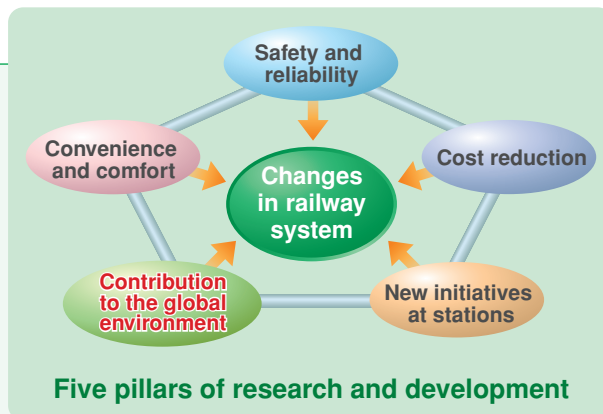 Safety and
reliability
Convenience
and comfort
Cost reduction
Changes
in railway
system
Contribution
to the global
environment
New initiatives
at stations
Five pillars of research and development